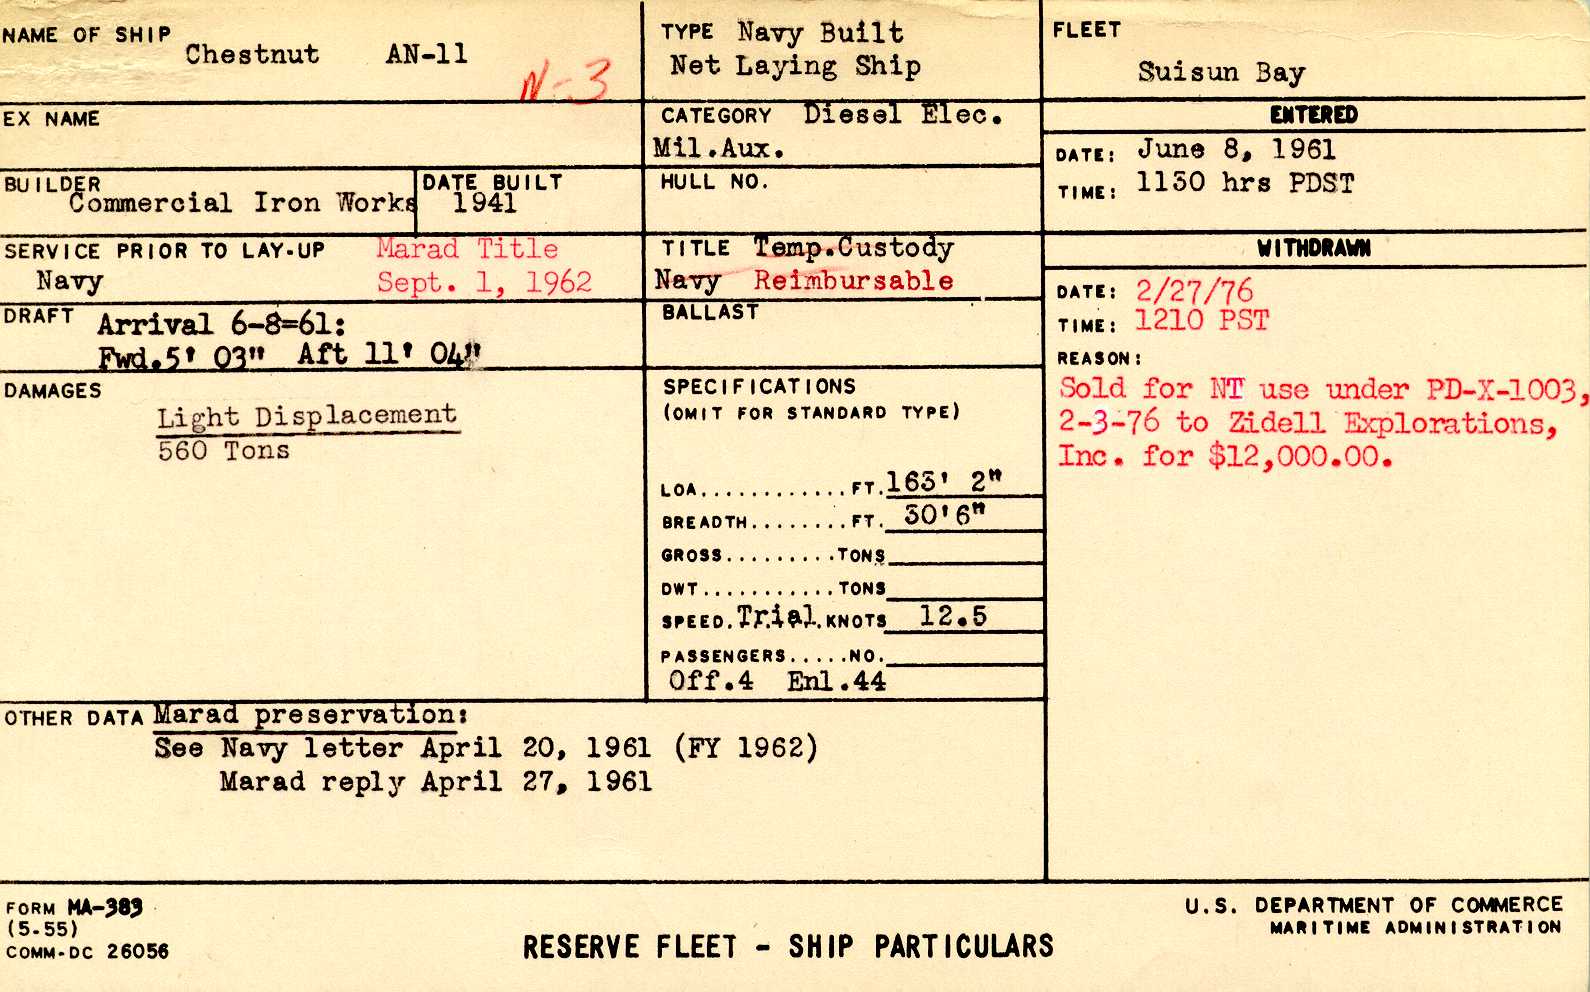 NAME OF SHIP
Chestnut AN-11
N-3
TYPE Navy Built
Net Laying Ship
FLEET
Suisun Bay
EX NAME
CATEGORY Diesel Elec.
Mil.Aux.
ENTERED
DATE: June 8, 1961
TIME: 1130 hrs PDST
BUILDER
Commercial Iron Works
DATE BUILT
1941
HULL NO.
SERVICE PRIOR TO LAY-UP
Navy
Marad Title
Sept. 1, 1962
TITLE Temp.Custody
Navy Reimbursable
WITHDRAWN
DATE: 2/27/76
TIME: 1210 PST
REASON:
Sold for NT use under PD-X-1003,
2-3-76 to Zidell Explorations,
Inc. for $12,000.00.
DRAFT Arrival 6-8=61:
Fwd.5' 03" Aft 11' 04"
BALLAST
DAMAGES
Light Displacement
560 Tons
SPECIFICATIONS
(OMIT FOR STANDARD TYPE)
LOA............FT. 163' 2"
BREADTH........FT. 30'6"
GROSS.........TONS
DWT...........TONS
SPEED.Trial.KNOTS 12.5
PASSENGERS.....NO.
Off.4 Enl.44
OTHER DATA Marad preservation:
See Navy letter April 20, 1961 (FY 1962)
Marad reply April 27, 1961
FORM MA-383
(5-55)
COMM-DC 26056
RESERVE FLEET - SHIP PARTICULARS
U.S. DEPARTMENT OF COMMERCE
MARITIME ADMINISTRATION